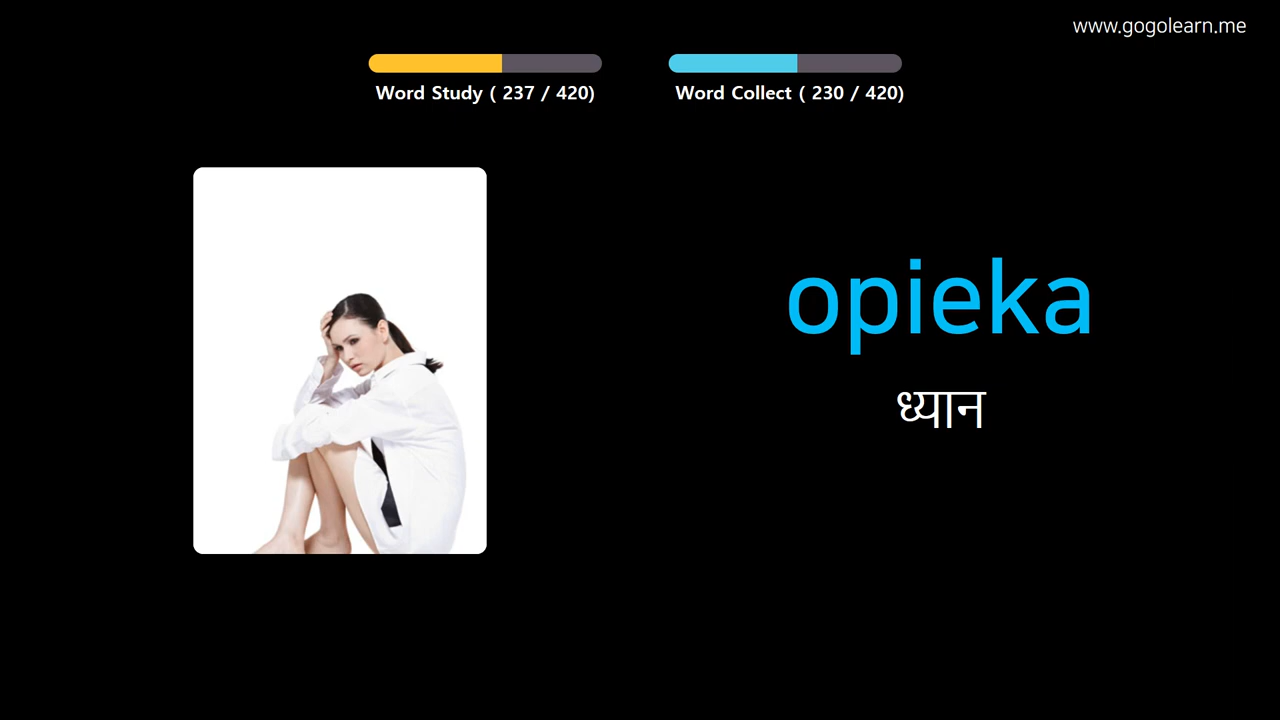 www.gogolearn.me
Word Study ( 237 / 420)
Word Collect ( 230 / 420)
opieka
ध्यान